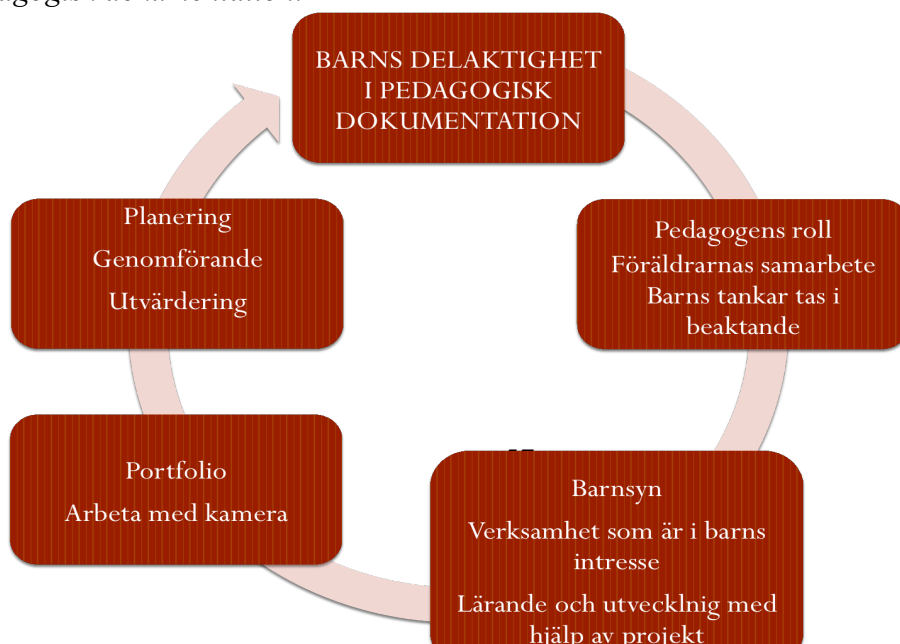 BARNS DELAKTIGHET
I PEDAGOGISK
DOKUMENTATION
Pedagogens roll
Föräldrarnas samarbete
Barns tankar tas i
beaktande
Barnsyn
Verksamhet som är i barns
intresse
Lärande och utvecklnig med
hjälp av projekt
Portfolio
Arbeta med kamera
Planering
Genomförande
Utvärdering